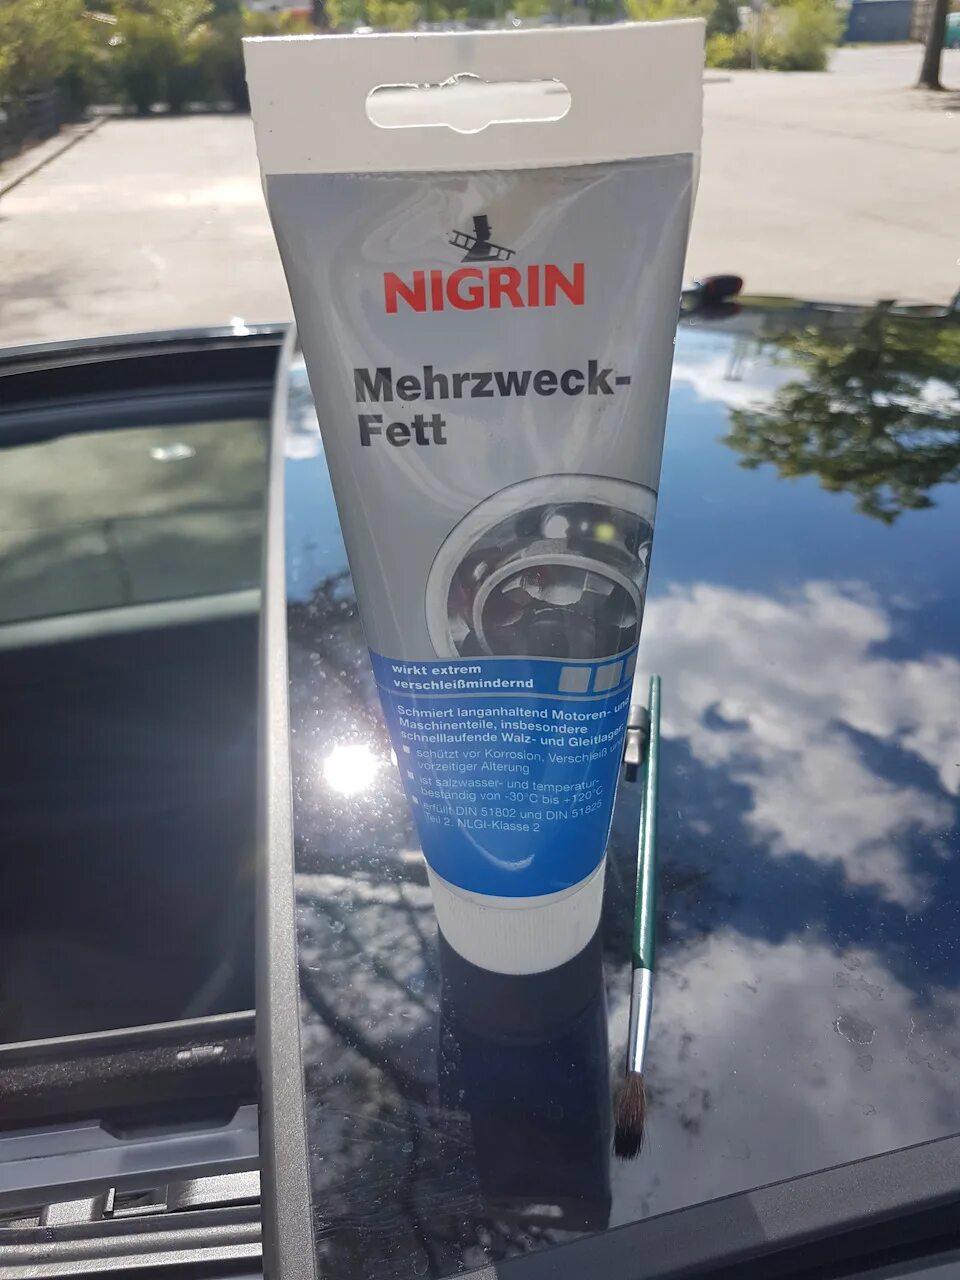 NIGRIN
Mehrzweck-
Fett
wirkt extrem
verschleißmindernd
Schmiert langanhaltend Motoren- und
Maschinenteile, insbesondere
schnelllaufende Walz- und Gleitlager
schützt vor Korrosion, Verschleiß
vorzeitiger Alterung
ist salzwasser- und temperatur-
beständig von -30°C bis +120°C
erfüllt DIN 51802 und DIN 51825
Teil 2. NLGI-Klasse 2